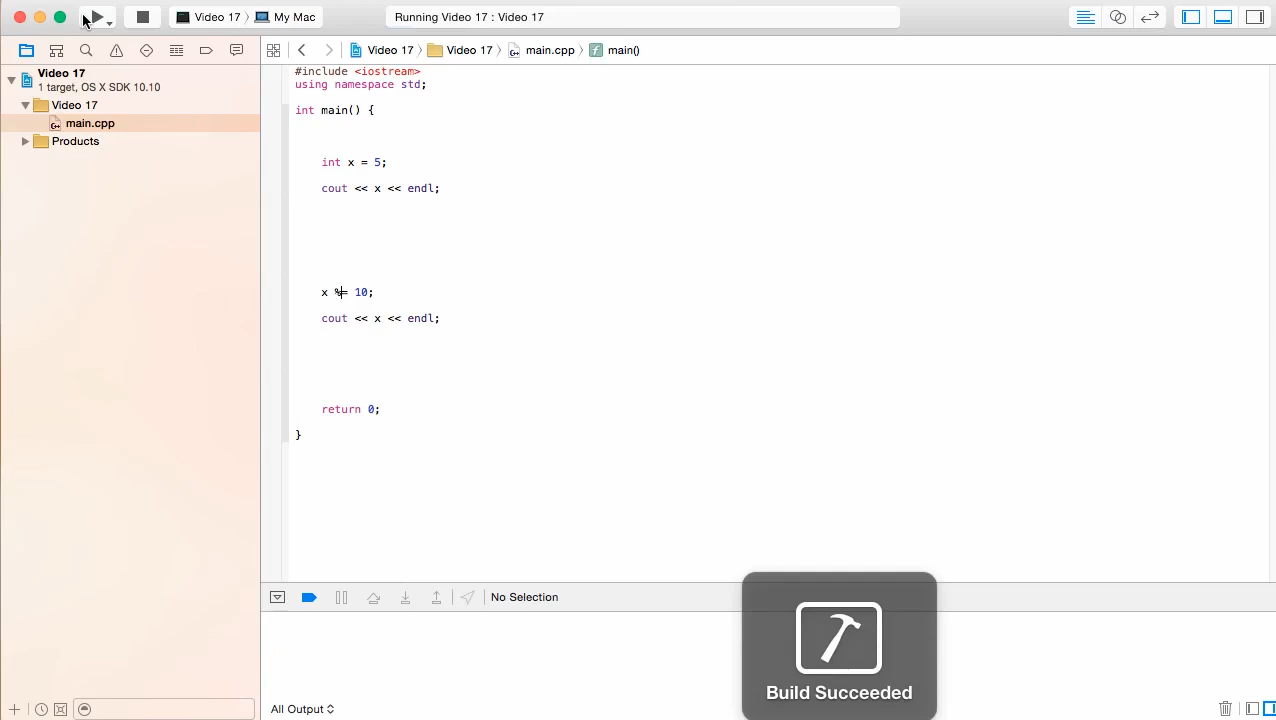 Video 17 〉 My Mac
Running Video 17 : Video 17
Video 17 〉 Video 17 〉 main.cpp 〉 main()
Video 17
1 target, OS X SDK 10.10
Video 17
main.cpp
Products
#include <iostream>
using namespace std;
int main() {
int x = 5;
cout << x << endl;
x %= 10;
cout << x << endl;
return 0;
}
No Selection
Build Succeeded
All Output